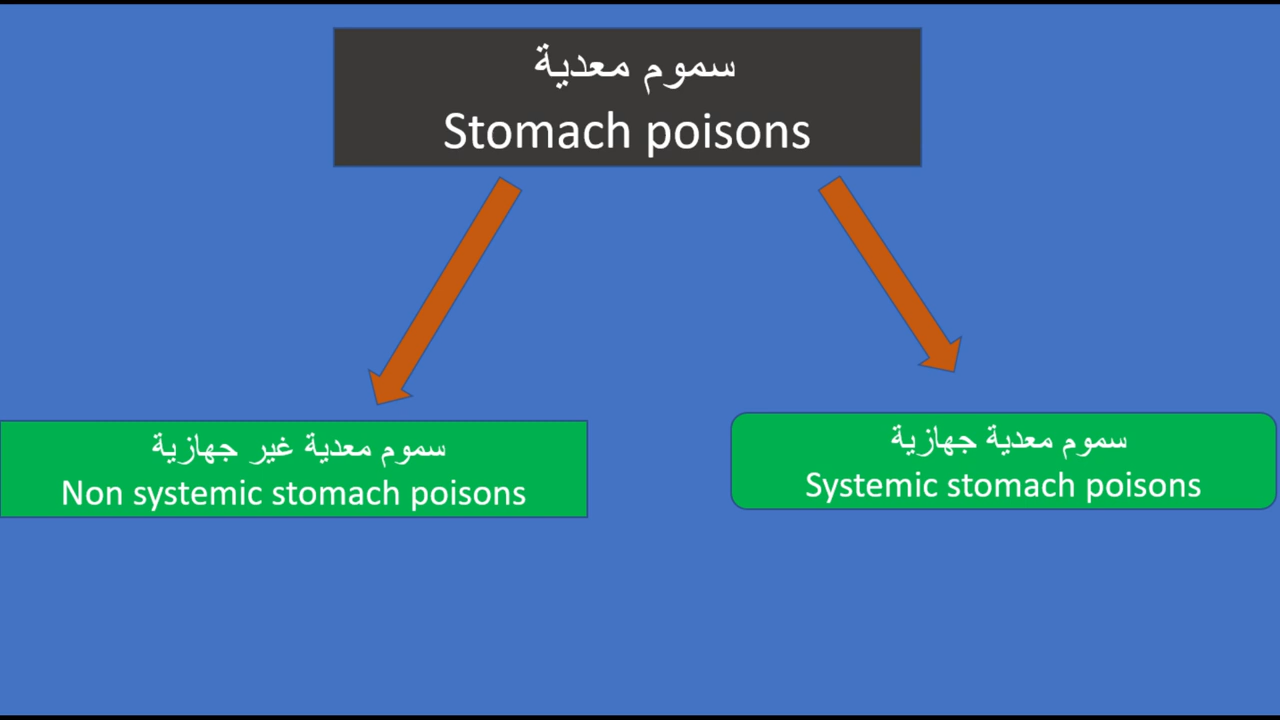 سموم معدية
Stomach poisons
سموم معدية غير جهازية
Non systemic stomach poisons
سموم معدية جهازية
Systemic stomach poisons